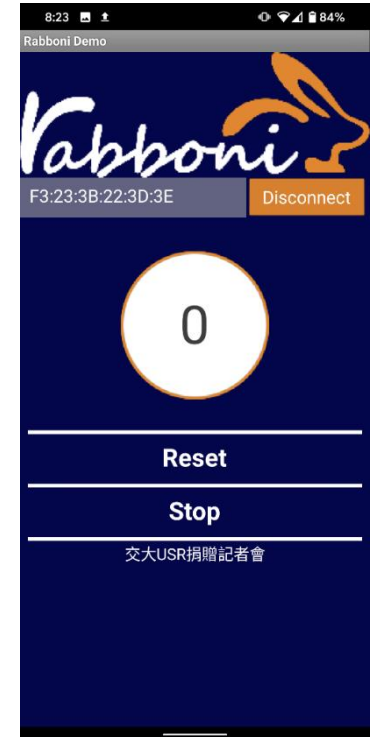 8:23 84%
Rabboni Demo
rabboni
F3:23:3B:22:3D:3E Disconnect
0
Reset
Stop
交大USR捐贈記者會